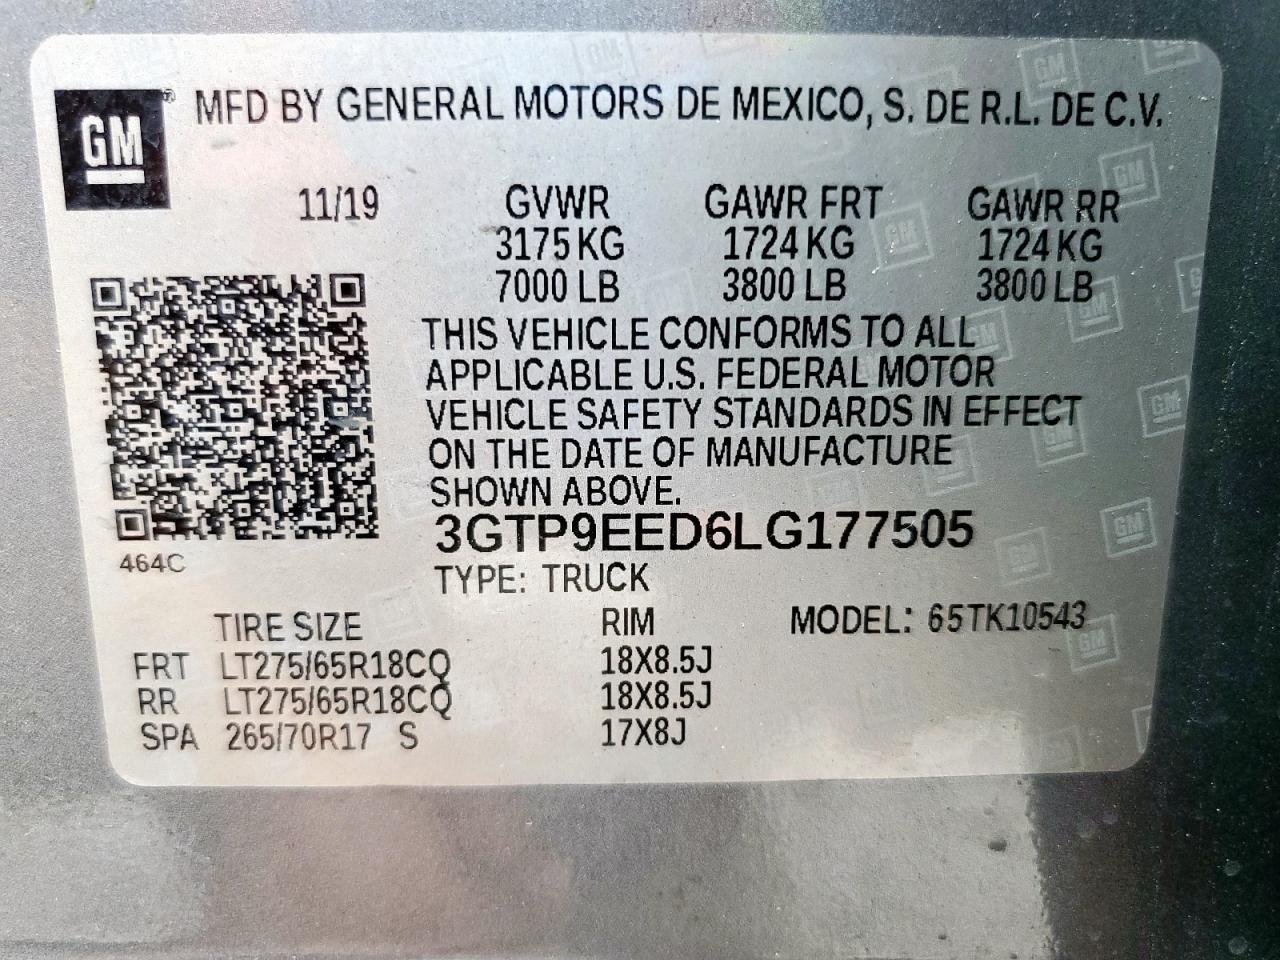 GM ® MFD BY GENERAL MOTORS DE MEXICO, S. DE R.L. DE C.V.
11/19 GVWR GAWR FRT GAWR RR
3175 KG 1724 KG 1724 KG
7000 LB 3800 LB 3800 LB
THIS VEHICLE CONFORMS TO ALL
APPLICABLE U.S. FEDERAL MOTOR
VEHICLE SAFETY STANDARDS IN EFFECT
ON THE DATE OF MANUFACTURE
SHOWN ABOVE.
3GTP9EED6LG177505
464C
TYPE: TRUCK
TIRE SIZE RIM MODEL: 65TK10543
FRT LT275/65R18CQ 18X8.5J
RR LT275/65R18CQ 18X8.5J
SPA 265/70R17 S 17X8J